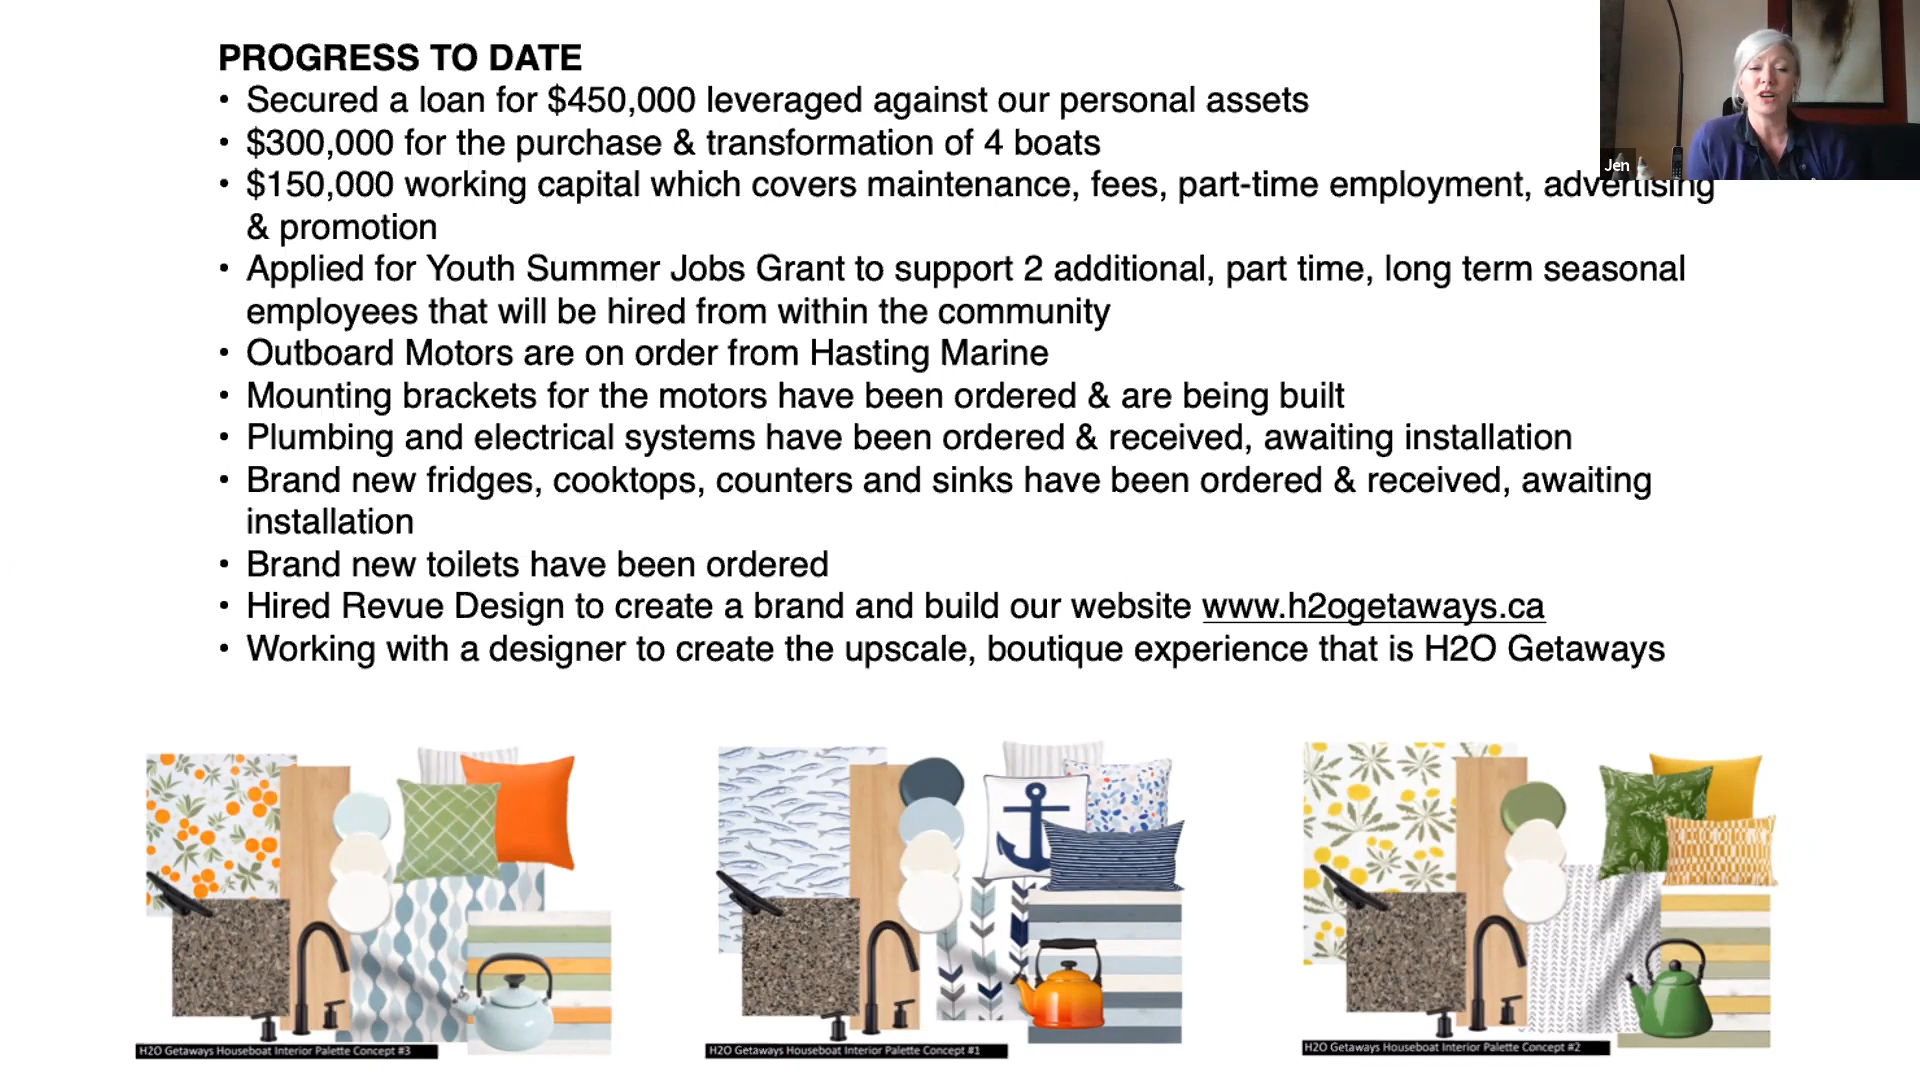 PROGRESS TO DATE
• Secured a loan for $450,000 leveraged against our personal assets
• $300,000 for the purchase & transformation of 4 boats
• $150,000 working capital which covers maintenance, fees, part-time employment, advertising
& promotion
• Applied for Youth Summer Jobs Grant to support 2 additional, part time, long term seasonal
employees that will be hired from within the community
• Outboard Motors are on order from Hasting Marine
• Mounting brackets for the motors have been ordered & are being built
• Plumbing and electrical systems have been ordered & received, awaiting installation
• Brand new fridges, cooktops, counters and sinks have been ordered & received, awaiting
installation
• Brand new toilets have been ordered
• Hired Revue Design to create a brand and build our website www.h2ogetaways.ca
• Working with a designer to create the upscale, boutique experience that is H2O Getaways
Jen
H2O Getaways Houseboat Interior Palette Concept #3
H2O Getaways Houseboat Interior Palette Concept #1
H2O Getaways Houseboat Interior Palette Concept #2